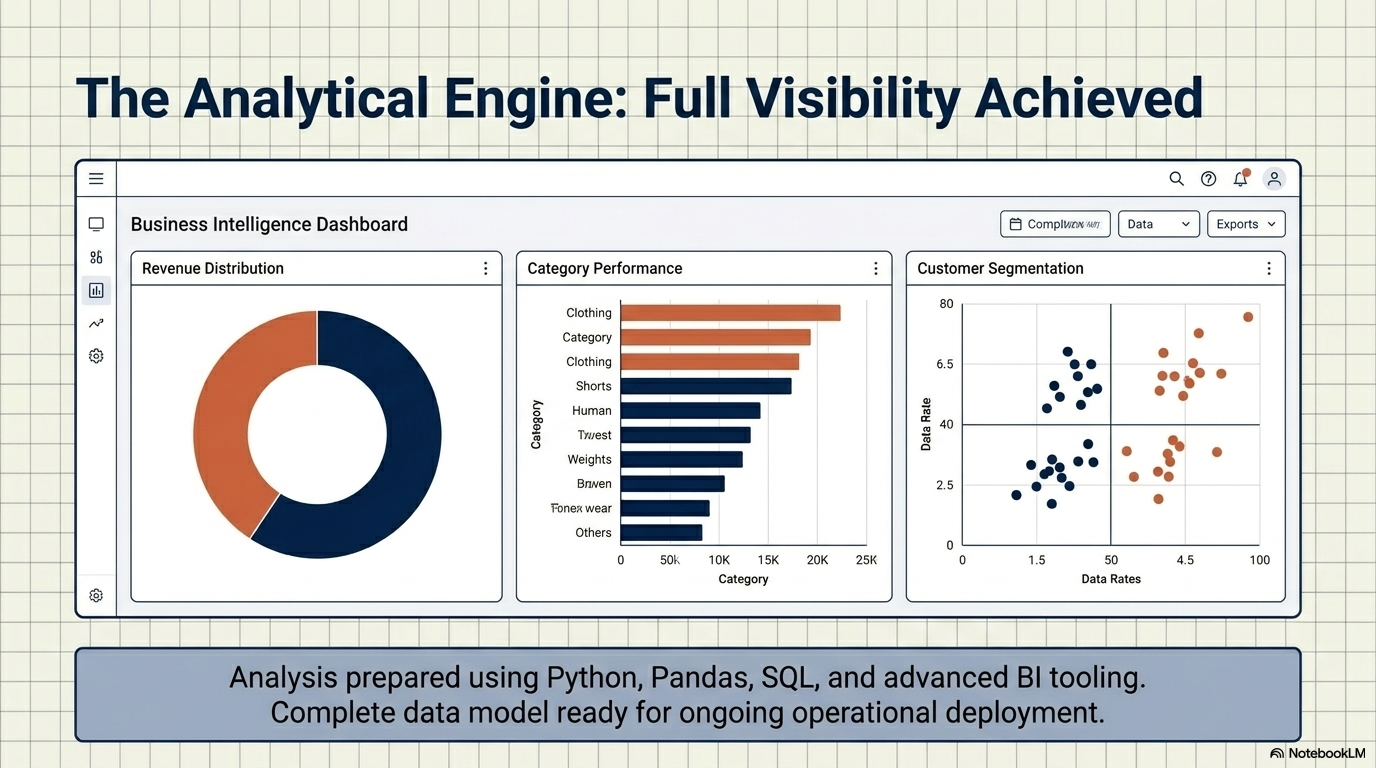 The Analytical Engine: Full Visibility Achieved
Business Intelligence Dashboard
Data
Exports
Revenue Distribution
Category Performance
Category
Clothing
Category
Clothing
Shorts
Human
Weights
Others
0 50k 10K 15K 20K 25K
Category
Customer Segmentation
Data Rate
80
6.5
40
2.5
0
0 1.5 50 4.5 100
Data Rates
Analysis prepared using Python, Pandas, SQL, and advanced BI tooling.
Complete data model ready for ongoing operational deployment.
NotebookLM